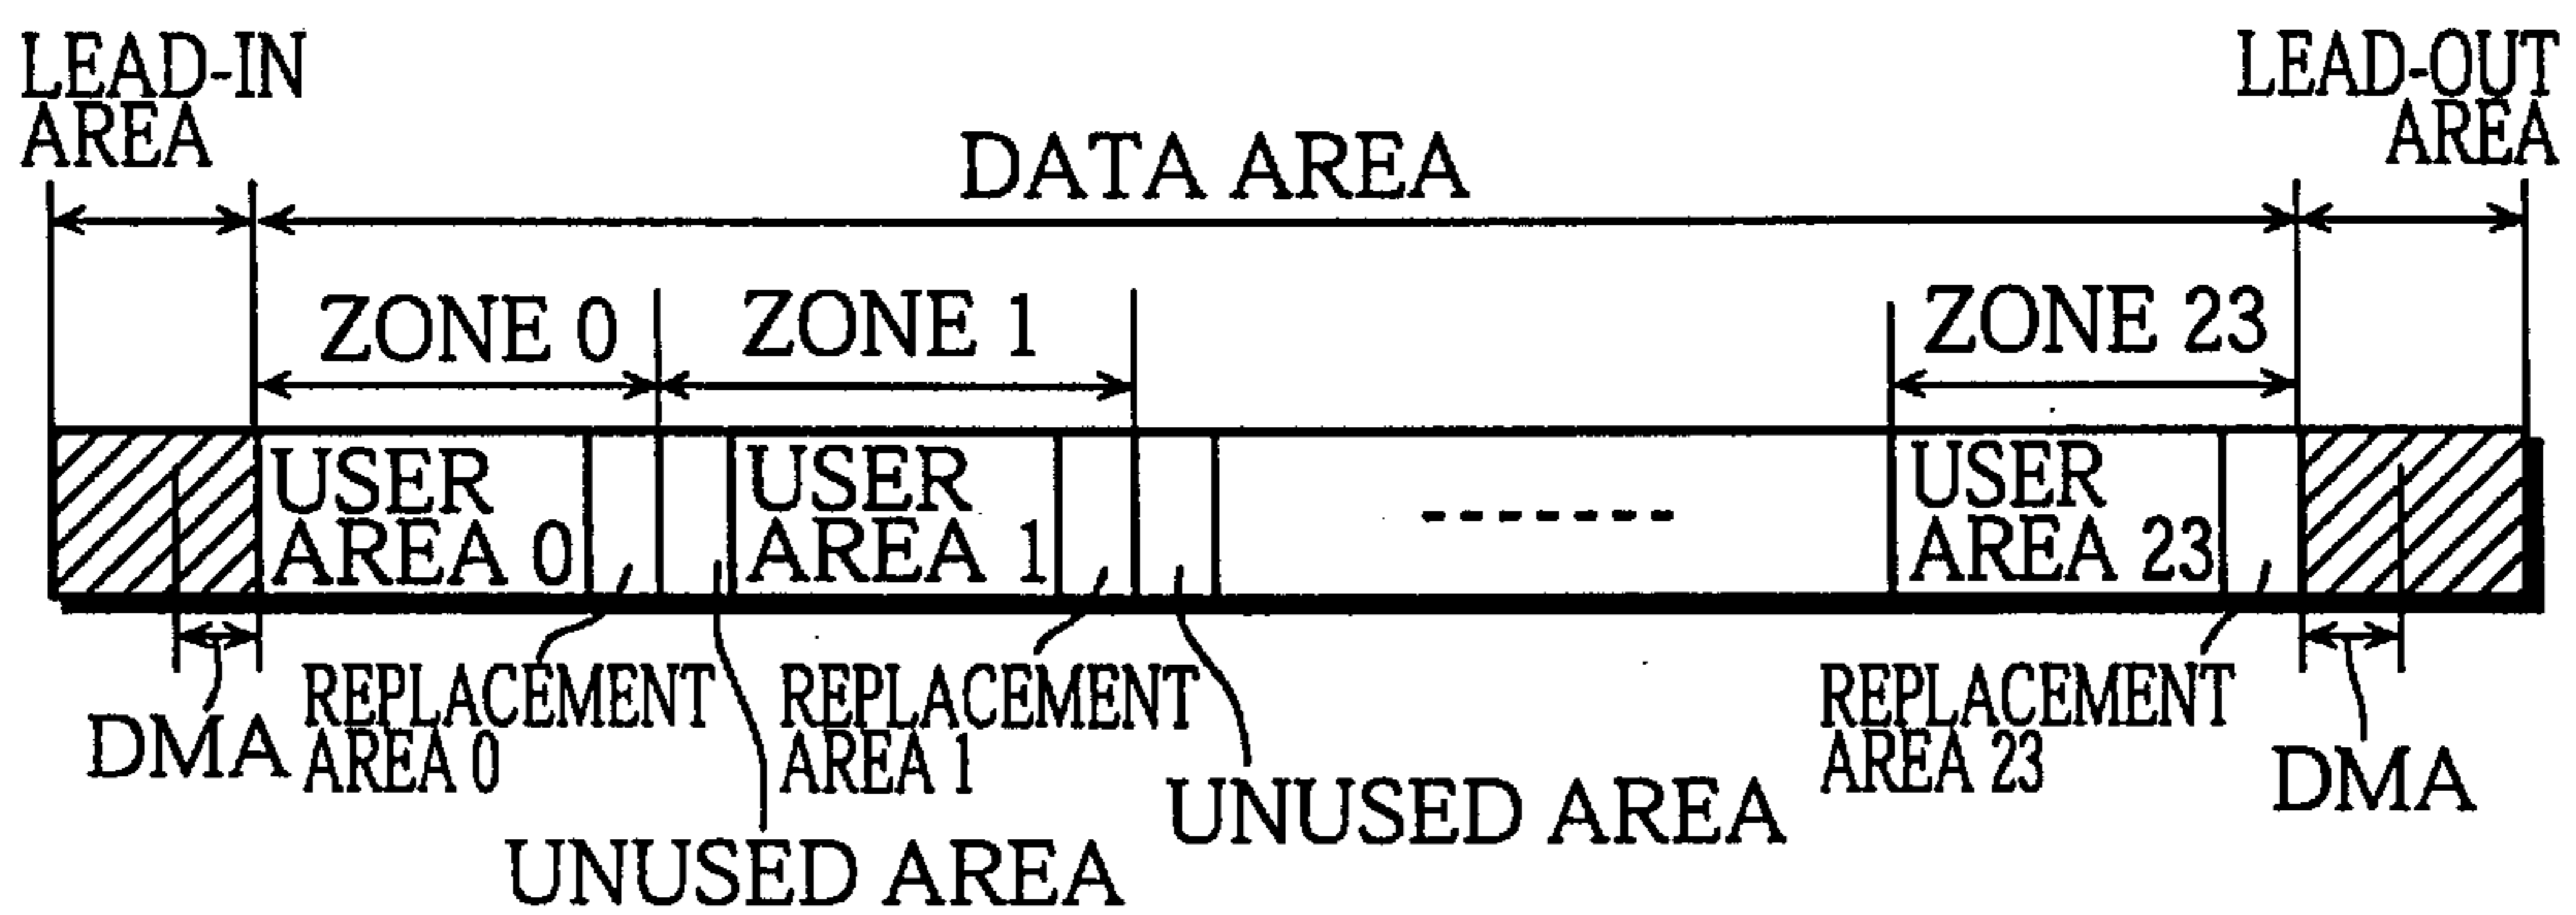 LEAD-IN
AREA
LEAD-OUT
AREA
DATA AREA
ZONE 0
ZONE 1
ZONE 23
USER
AREA 0
USER
AREA 1
USER
AREA 23
DMA
REPLACEMENT
AREA 0
REPLACEMENT
AREA 1
REPLACEMENT
AREA 23
DMA
UNUSED AREA
UNUSED AREA